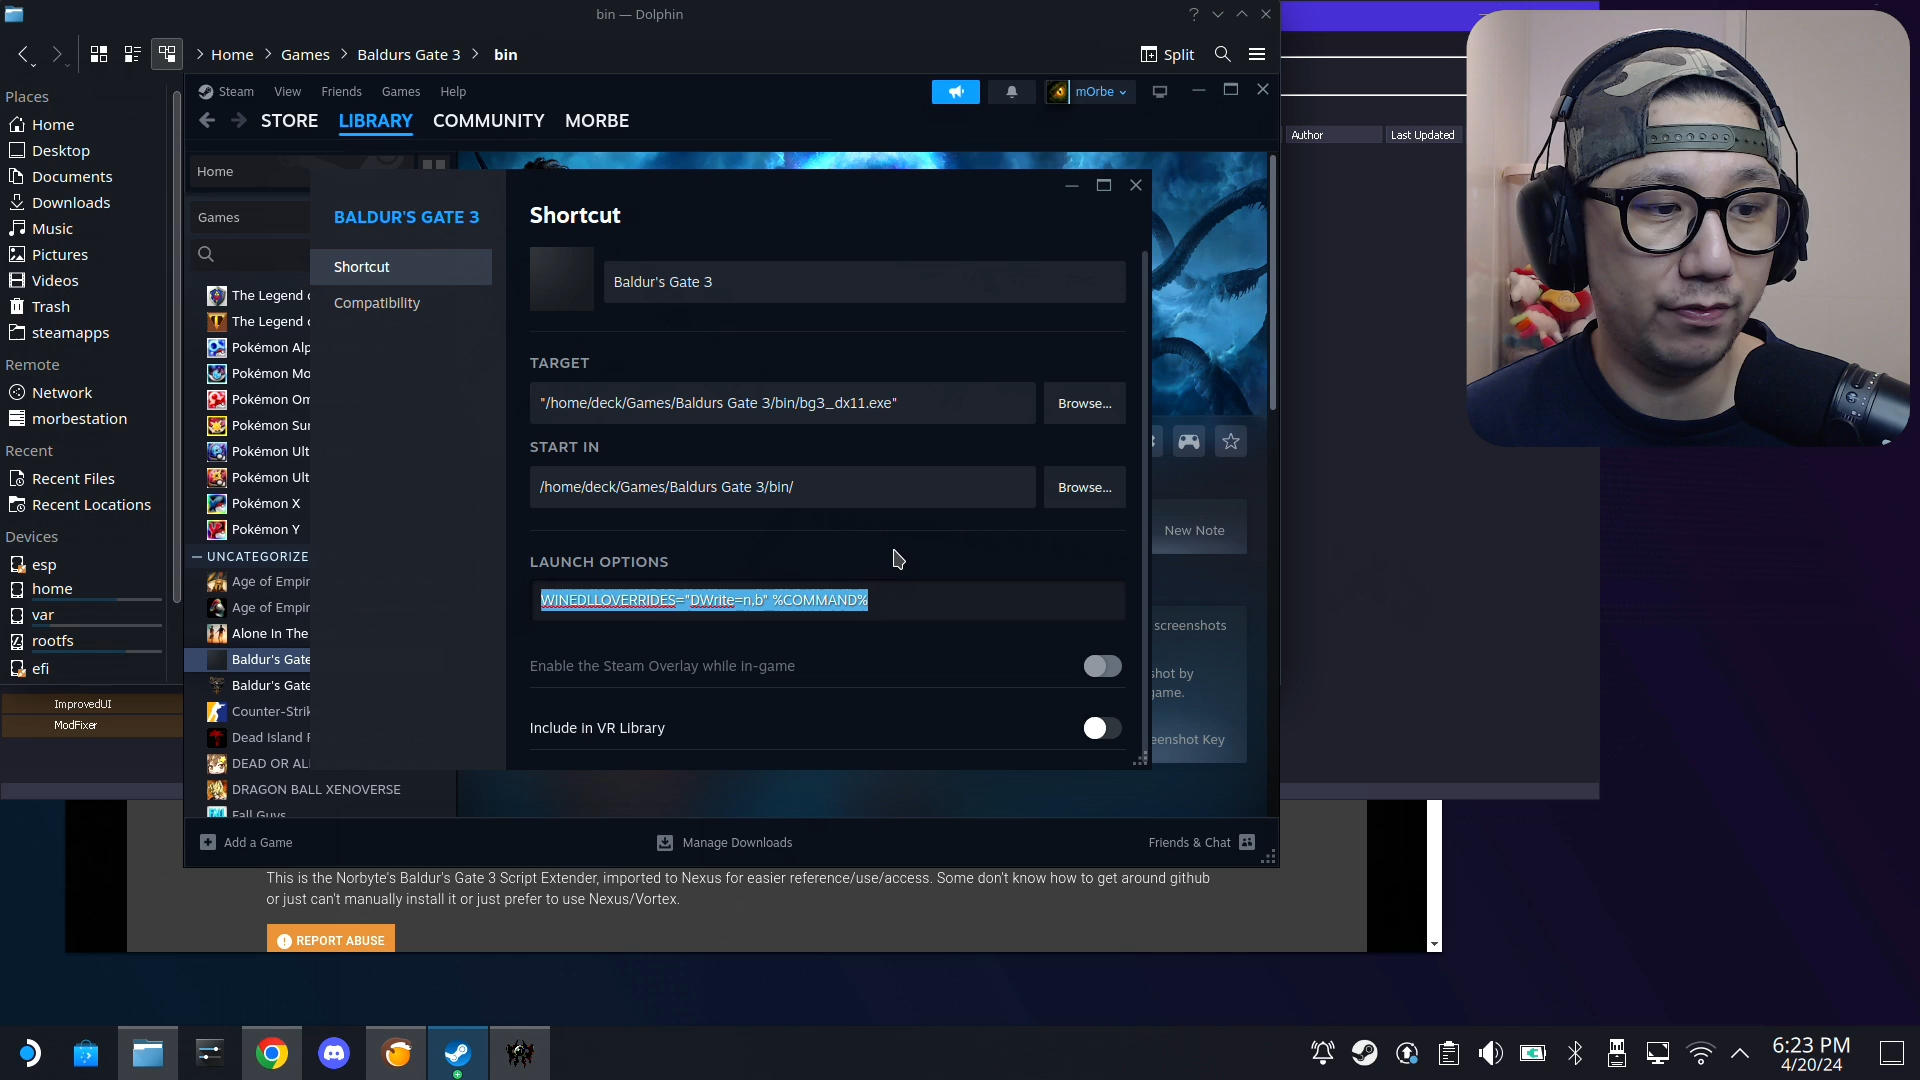 bin — Dolphin
Home > Games > Baldurs Gate 3 > bin
Split
Places
Home
Desktop
Documents
Downloads
Music
Pictures
Videos
Trash
steamapps
Remote
Network
morbestation
Recent
Recent Files
Recent Locations
Devices
esp
home
var
rootfs
efi
ImprovedUI
ModFixer
Steam View Friends Games Help
mOrbe
STORE LIBRARY COMMUNITY MORBE
Home
Games
The Legend
The Legend
Pokémon Alp
Pokémon Mo
Pokémon Om
Pokémon Sun
Pokémon Ult
Pokémon Ult
Pokémon X
Pokémon Y
UNCATEGORIZE
Age of Empir
Age of Empir
Alone In The
Baldur's Gate
Baldur's Gate
Counter-Strik
Dead Island
DEAD OR ALI
DRAGON BALL XENOVERSE
Fall Guys
BALDUR'S GATE 3
Shortcut
Compatibility
Shortcut
Baldur's Gate 3
TARGET
"/home/deck/Games/Baldurs Gate 3/bin/bg3_dx11.exe"
Browse...
START IN
/home/deck/Games/Baldurs Gate 3/bin/
Browse...
LAUNCH OPTIONS
WINEDLLOVERRIDES="DWrite=n,b" %COMMAND%
Enable the Steam Overlay while In-game
Include in VR Library
New Note
screenshots
shot by
game.
eenshot Key
Author
Last Updated
Add a Game
Manage Downloads
Friends & Chat
This is the Norbyte's Baldur's Gate 3 Script Extender, imported to Nexus for easier reference/use/access. Some don't know how to get around github
or just can't manually install it or just prefer to use Nexus/Vortex.
REPORT ABUSE
6:23 PM
4/20/24